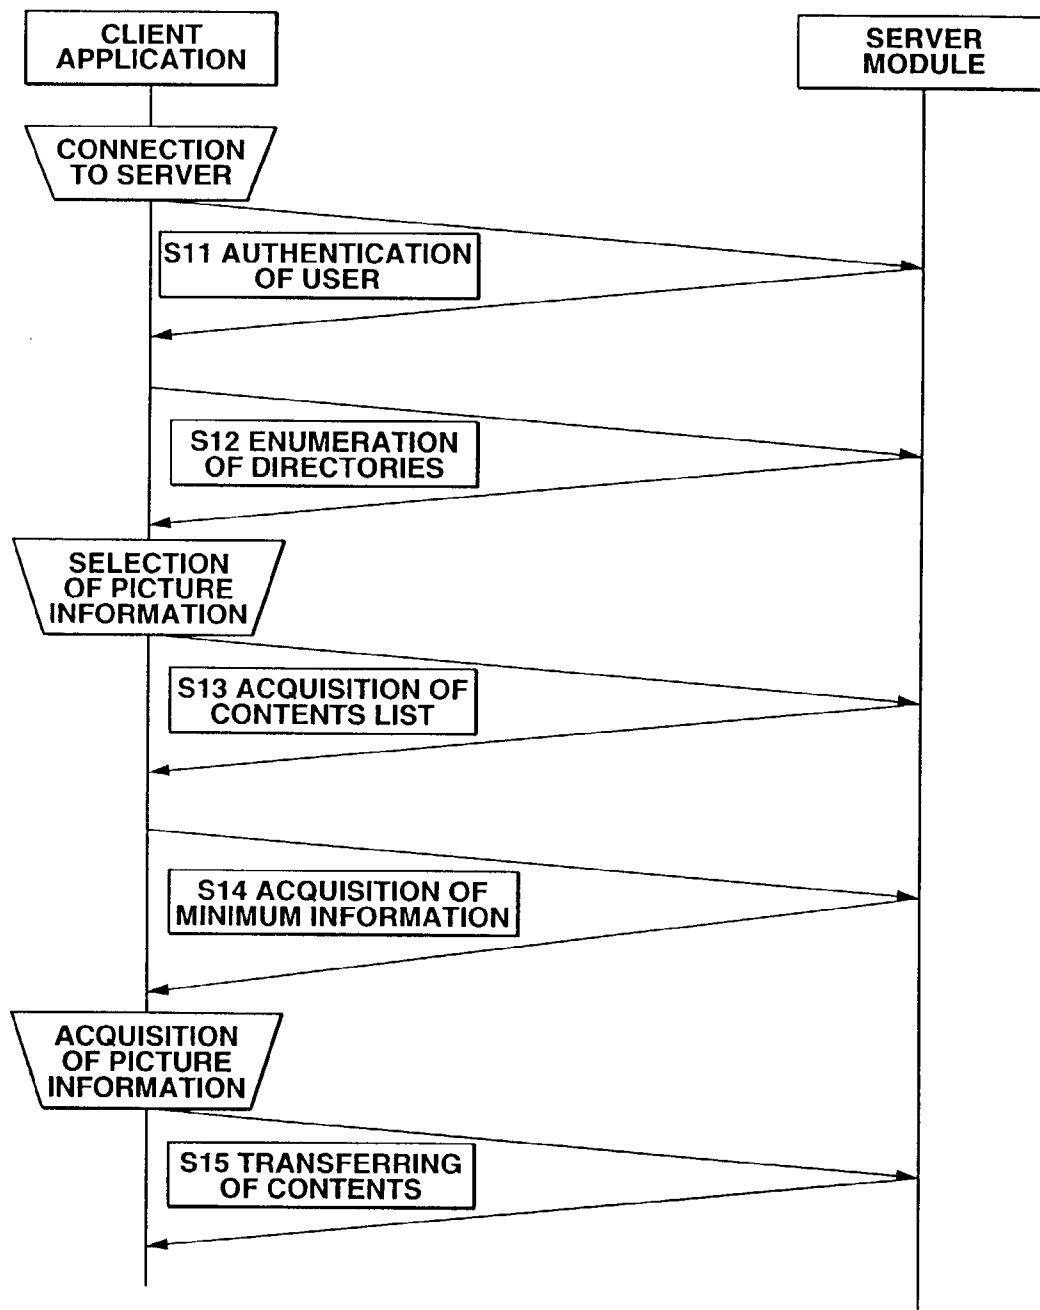 CLIENT
APPLICATION
SERVER
MODULE
CONNECTION
TO SERVER
S11 AUTHENTICATION
OF USER
S12 ENUMERATION
OF DIRECTORIES
SELECTION
OF PICTURE
INFORMATION
S13 ACQUISITION OF
CONTENTS LIST
S14 ACQUISITION OF
MINIMUM INFORMATION
ACQUISITION
OF PICTURE
INFORMATION
S15 TRANSFERRING
OF CONTENTS